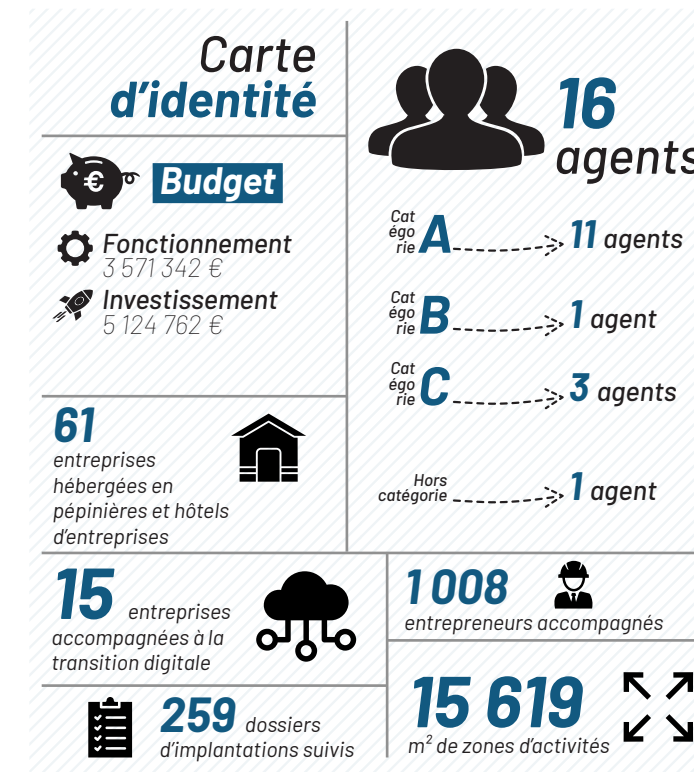 Carte
d'identité
€
Budget
Fonctionnement
3 571 342 €
Investissement
5 124 762 €
61
entreprises
hébergées en
pépinières et hôtels
d'entreprises
16
agents
Cat
égo
rie A 11 agents
Cat
égo
rie B 1 agent
Cat
égo
rie C 3 agents
Hors
catégorie 1 agent
15 entreprises
accompagnées à la
transition digitale
1 008
entrepreneurs accompagnés
259 dossiers
d'implantations suivis
15 619
m² de zones d'activités